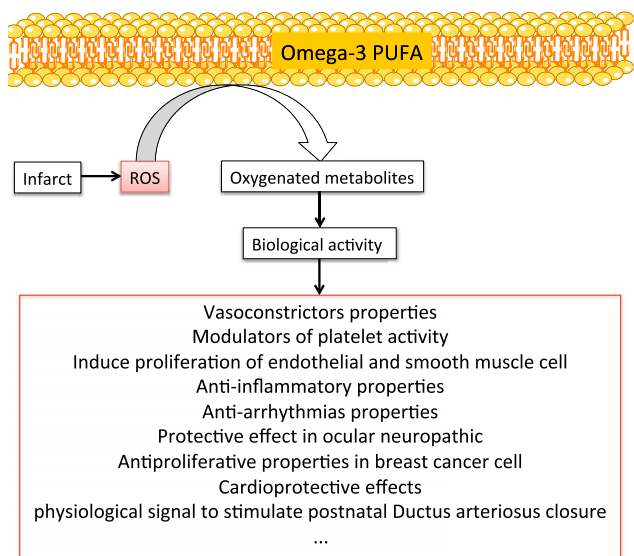 Omega-3 PUFA
Infarct
ROS
Oxygenated metabolites
Biological activity
Vasoconstrictors properties
Modulators of platelet activity
Induce proliferation of endothelial and smooth muscle cell
Anti-inflammatory properties
Anti-arrhythmias properties
Protective effect in ocular neuropathic
Antiproliferative properties in breast cancer cell
Cardioprotective effects
physiological signal to stimulate postnatal Ductus arteriosus closure
...